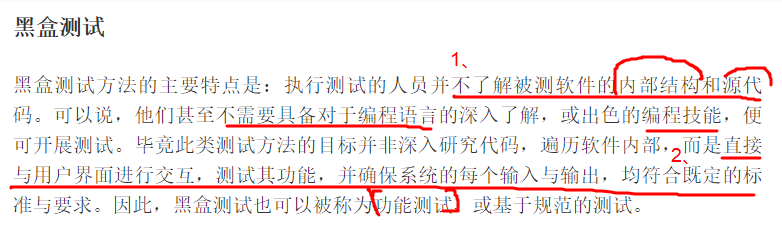 黑盒测试
1、
黑盒测试方法的主要特点是：执行测试的人员并不了解被测软件的内部结构和源代
码。可以说，他们甚至不需要具备对于编程语言的深入了解，或出色的编程技能，便
可开展测试。毕竟此类测试方法的目标并非深入研究代码，遍历软件内部，而是直接
2、
与用户界面进行交互，测试其功能，并确保系统的每个输入与输出，均符合既定的标
准与要求。因此，黑盒测试也可以被称为功能测试 或基于规范的测试。